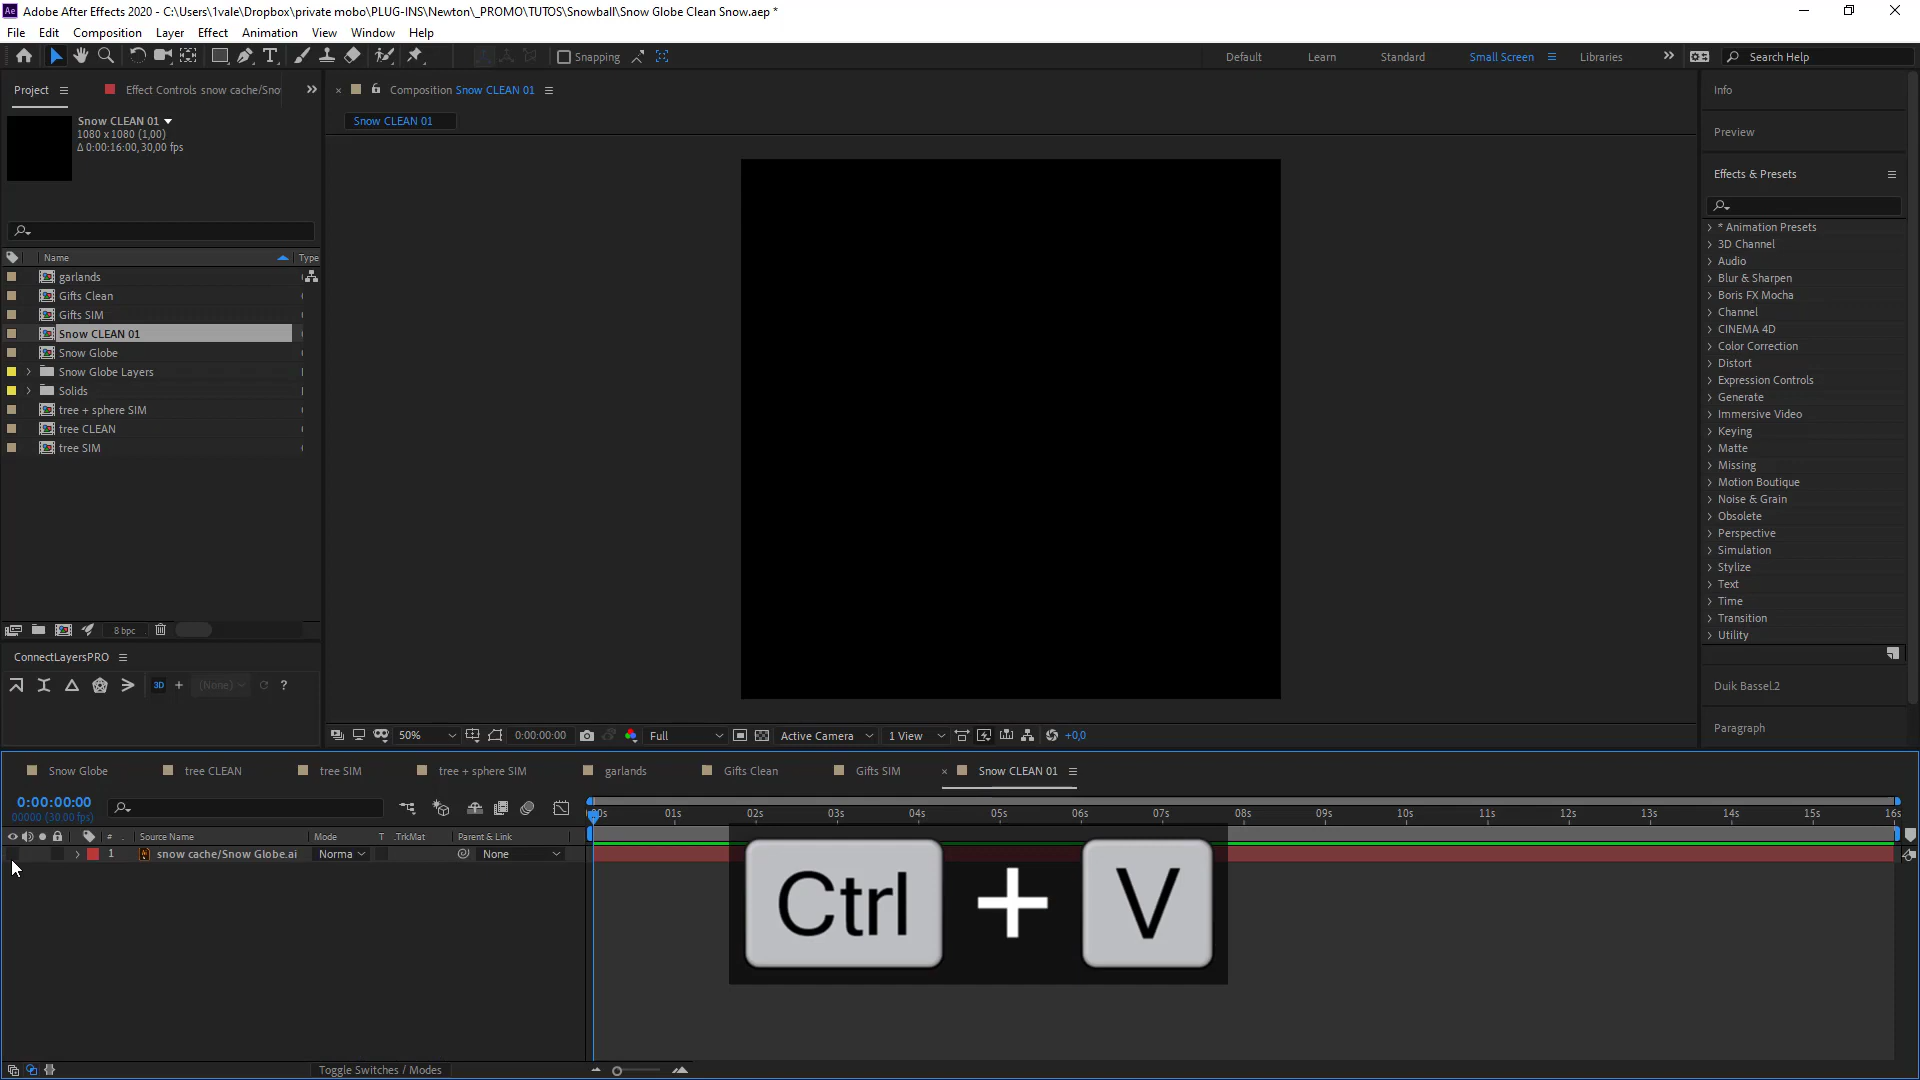 Adobe After Effects 2020 - C:\Users\1vale\Dropbox\private mobo\PLUG-INS\Newton\_PROMO\TUTOS\Snowball\Snow Globe Clean Snow.aep *
File Edit Composition Layer Effect Animation View Window Help
Snapping
Default Learn Standard Small Screen Libraries Search Help
Project Effect Controls snow cache/Sno
Composition Snow CLEAN 01
Info
Snow CLEAN 01
1080 x 1080 (1,00)
Δ 0:00:16:00, 30,00 fps
Snow CLEAN 01
Preview
Effects & Presets
Name Type
garlands
Gifts Clean
Gifts SIM
Snow CLEAN 01
Snow Globe
Snow Globe Layers
Solids
tree + sphere SIM
tree CLEAN
tree SIM
* Animation Presets
3D Channel
Audio
Blur & Sharpen
Boris FX Mocha
Channel
CINEMA 4D
Color Correction
Distort
Expression Controls
Generate
Immersive Video
Keying
Matte
Missing
Motion Boutique
Noise & Grain
Obsolete
Perspective
Simulation
Stylize
Text
Time
Transition
Utility
8 bpc
ConnectLayersPRO
3D + (None) ?
Duik Bassel.2
Paragraph
50% 0:00:00:00 Full Active Camera 1 View +0,0
Snow Globe tree CLEAN tree SIM tree + sphere SIM garlands Gifts Clean Gifts SIM Snow CLEAN 01
0:00:00:00
00000 (30.00 fps)
00s 01s 02s 03s 04s 05s 06s 07s 08s 09s 10s 11s 12s 13s 14s 15s 16s
# Source Name Mode T .TrkMat Parent & Link
1 snow cache/Snow Globe.ai Norma None
Ctrl + V
Toggle Switches / Modes